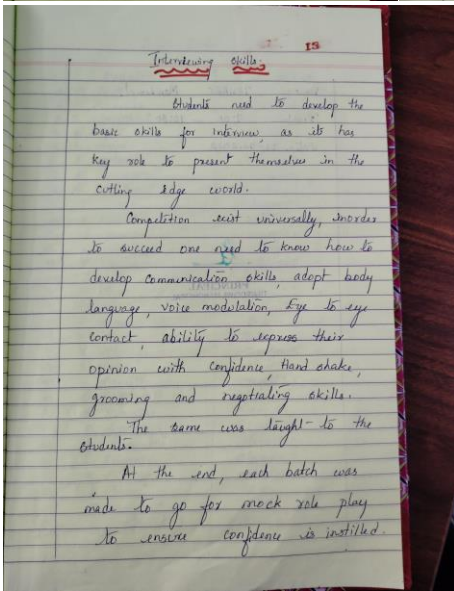 13
Interviewing skills.
Students need to develop the
basic skills for interview, as its has
key role to present themselves in the
cutting edge world.
Competition exist universally, inorder
to succeed one need to know how to
develop communication skills, adopt body
language, voice modulation, Eye to eye
contact, ability to express their
opinion with confidence, Hand shake,
grooming and negotiating skills.
The same was taught to the
students.
At the end, each batch was
made to go for mock role play
to ensure confidence is instilled.